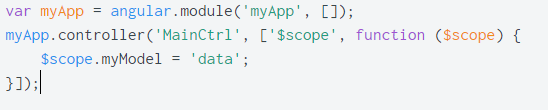 var myApp = angular.module('myApp', []);
myApp.controller('MainCtrl', ['$scope', function ($scope) {
    $scope.myModel = 'data';
}]);